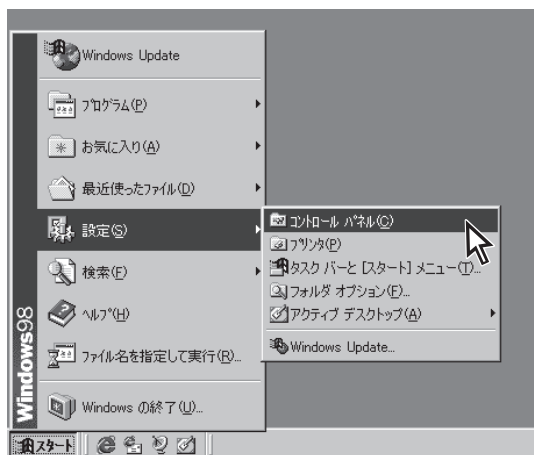 Windows Update
プログラム(P)
お気に入り(A)
最近使ったファイル(D)
設定(S)
検索(F)
ヘルプ(H)
ファイル名を指定して実行(R)...
Windows の終了(U)...
Windows98
コントロール パネル(C)
プリンタ(P)
タスク バーと [スタート] メニュー(T)...
フォルダ オプション(F)...
アクティブ デスクトップ(A)
Windows Update...
スタート